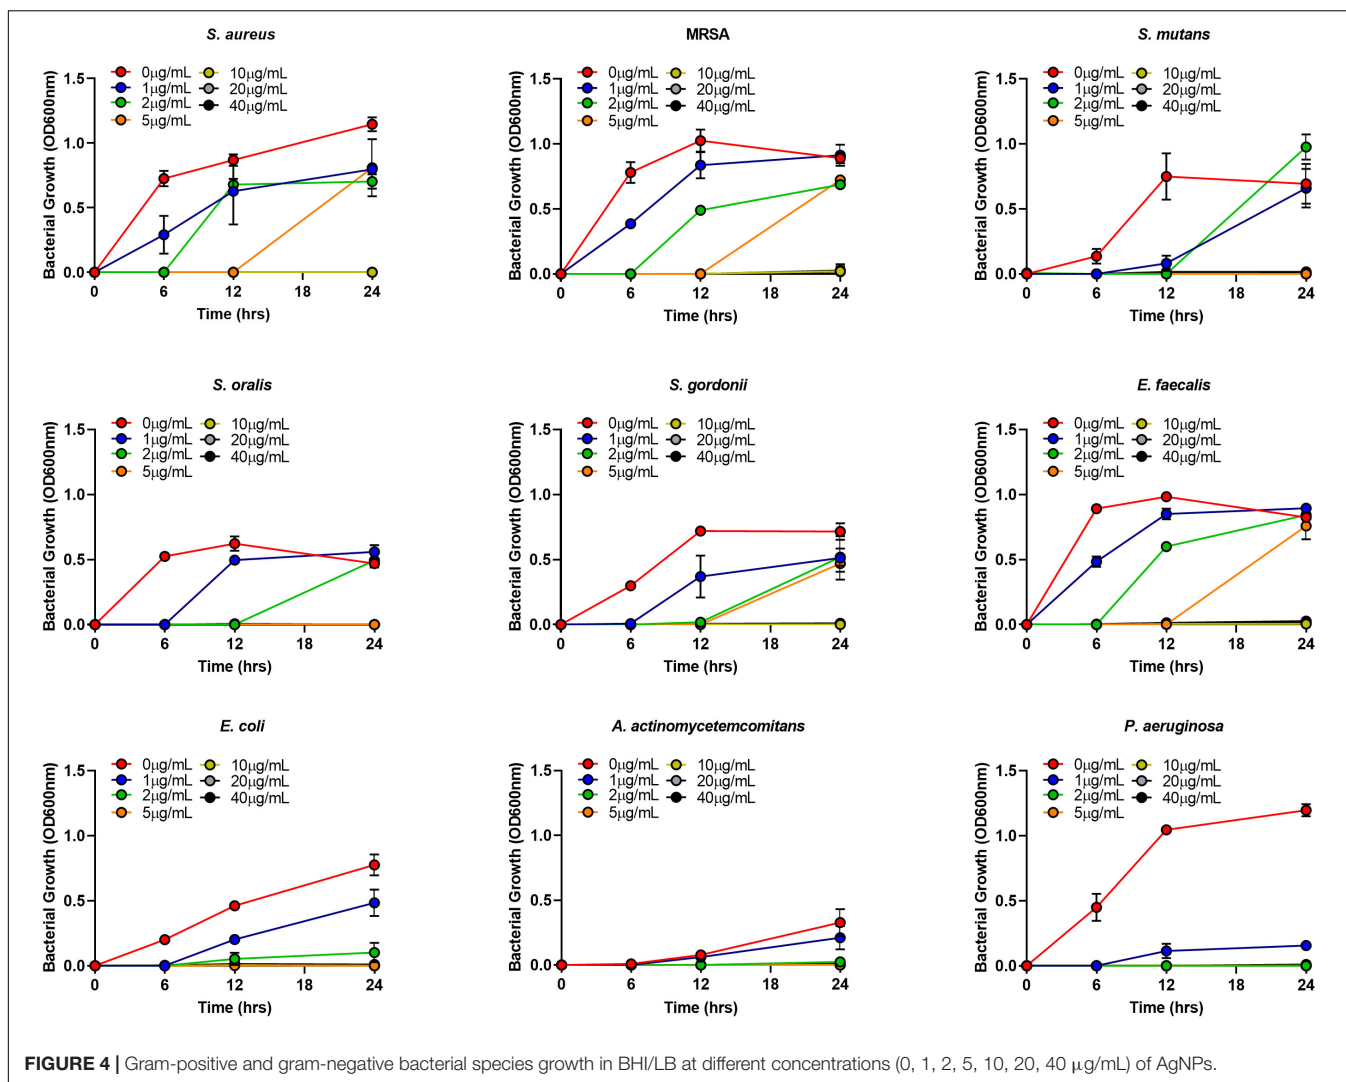 S. aureus
Bacterial Growth (OD600nm)
1.5
1.0
0.5
0.0
0μg/mL
1μg/mL
2μg/mL
5μg/mL
10μg/mL
20μg/mL
40μg/mL
0 6 12 18 24
Time (hrs)
MRSA
Bacterial Growth (OD600nm)
1.5
1.0
0.5
0.0
0μg/mL
1μg/mL
2μg/mL
5μg/mL
10μg/mL
20μg/mL
40μg/mL
0 6 12 18 24
Time (hrs)
S. mutans
Bacterial Growth (OD600nm)
1.5
1.0
0.5
0.0
0μg/mL
1μg/mL
2μg/mL
5μg/mL
10μg/mL
20μg/mL
40μg/mL
0 6 12 18 24
Time (hrs)
S. oralis
Bacterial Growth (OD600nm)
1.5
1.0
0.5
0.0
0μg/mL
1μg/mL
2μg/mL
5μg/mL
10μg/mL
20μg/mL
40μg/mL
0 6 12 18 24
Time (hrs)
S. gordonii
Bacterial Growth (OD600nm)
1.5
1.0
0.5
0.0
0μg/mL
1μg/mL
2μg/mL
5μg/mL
10μg/mL
20μg/mL
40μg/mL
0 6 12 18 24
Time (hrs)
E. faecalis
Bacterial Growth (OD600nm)
1.5
1.0
0.5
0.0
0μg/mL
1μg/mL
2μg/mL
5μg/mL
10μg/mL
20μg/mL
40μg/mL
0 6 12 18 24
Time (hrs)
E. coli
Bacterial Growth (OD600nm)
1.5
1.0
0.5
0.0
0μg/mL
1μg/mL
2μg/mL
5μg/mL
10μg/mL
20μg/mL
40μg/mL
0 6 12 18 24
Time (hrs)
A. actinomycetemcomitans
Bacterial Growth (OD600nm)
1.5
1.0
0.5
0.0
0μg/mL
1μg/mL
2μg/mL
5μg/mL
10μg/mL
20μg/mL
40μg/mL
0 6 12 18 24
Time (hrs)
P. aeruginosa
Bacterial Growth (OD600nm)
1.5
1.0
0.5
0.0
0μg/mL
1μg/mL
2μg/mL
5μg/mL
10μg/mL
20μg/mL
40μg/mL
0 6 12 18 24
Time (hrs)
FIGURE 4 | Gram-positive and gram-negative bacterial species growth in BHI/LB at different concentrations (0, 1, 2, 5, 10, 20, 40 μg/mL) of AgNPs.